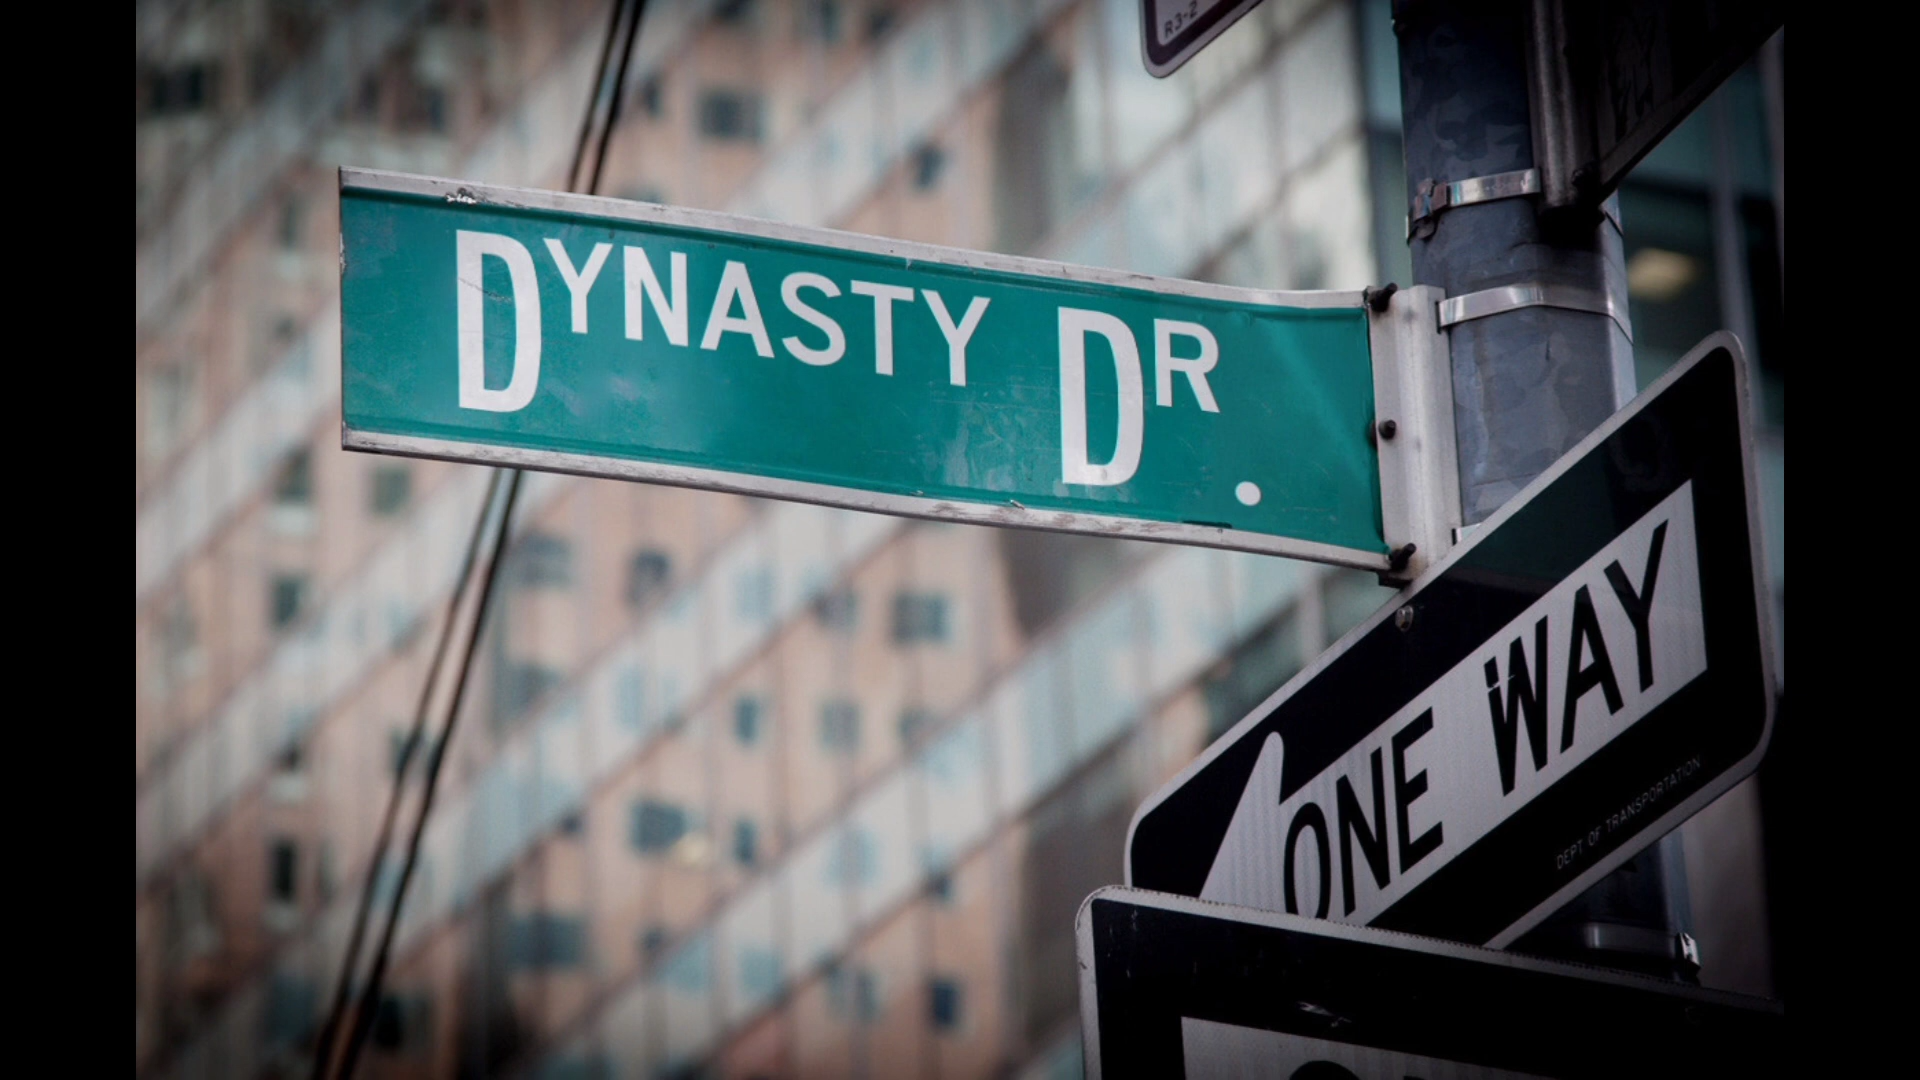 R3-2
DYNASTY DR.
ONE WAY
DEPT OF TRANSPORTATION